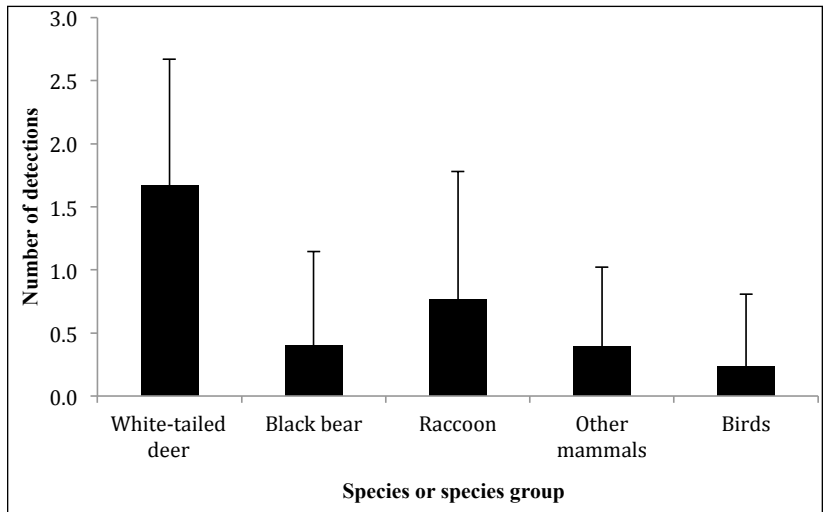 3.0
2.5
2.0
1.5
1.0
0.5
0.0
Number of detections
White-tailed
deer
Black bear
Raccoon
Other
mammals
Birds
Species or species group